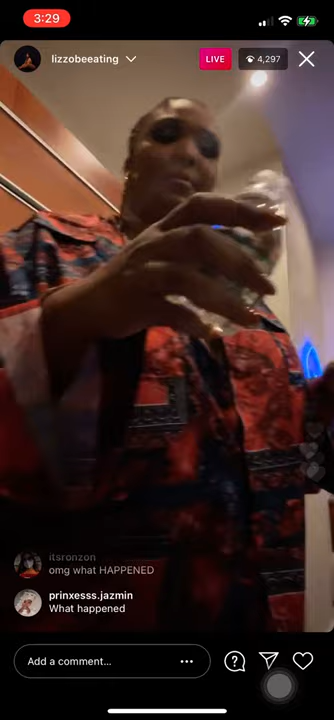 3:29
lizzobeeating
LIVE
4,297
itsronzon
omg what HAPPENED
prinxesss.jazmin
What happened
Add a comment...